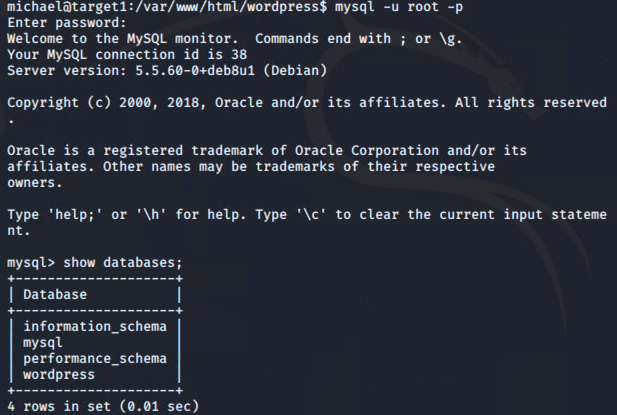 michael@target1:/var/www/html/wordpress$ mysql -u root -p
Enter password:
Welcome to the MySQL monitor.  Commands end with ; or \g.
Your MySQL connection id is 38
Server version: 5.5.60-0+deb8u1 (Debian)

Copyright (c) 2000, 2018, Oracle and/or its affiliates. All rights reserved
.

Oracle is a registered trademark of Oracle Corporation and/or its
affiliates. Other names may be trademarks of their respective
owners.

Type 'help;' or '\h' for help. Type '\c' to clear the current input stateme
nt.

mysql> show databases;
+--------------------+
| Database           |
+--------------------+
| information_schema |
| mysql              |
| performance_schema |
| wordpress          |
+--------------------+
4 rows in set (0.01 sec)